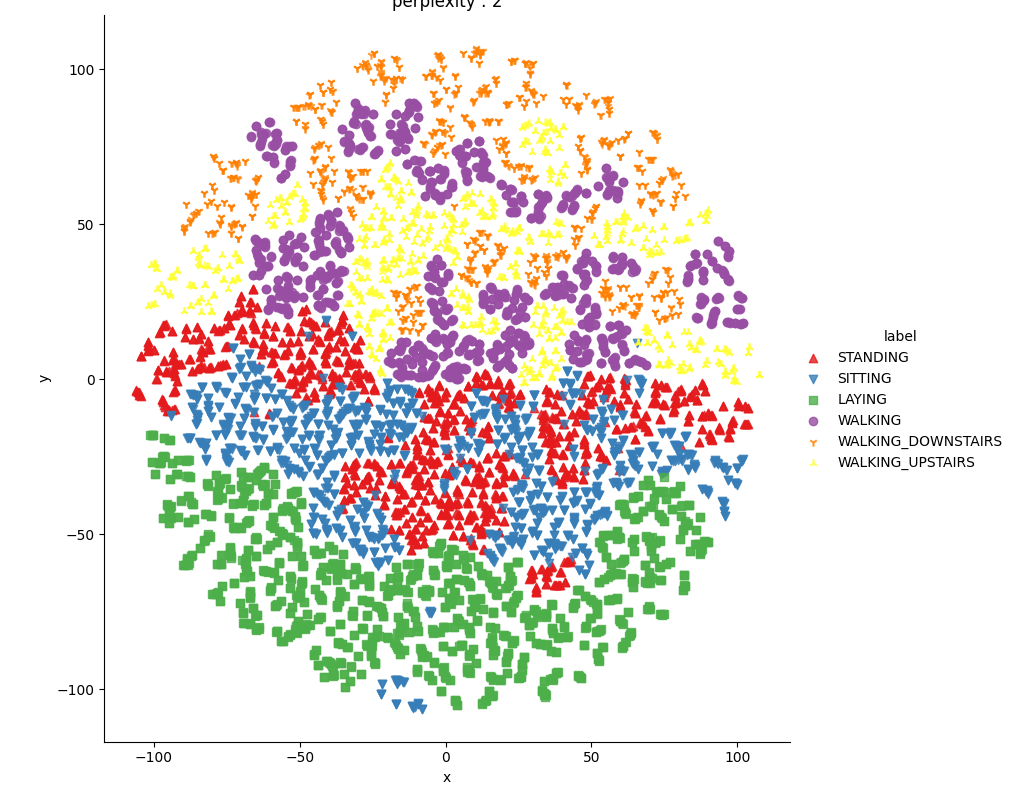 perplexity : 2
100
50
0
−50
−100
y
−100
−50
0
50
100
x
label
STANDING
SITTING
LAYING
WALKING
WALKING_DOWNSTAIRS
WALKING_UPSTAIRS